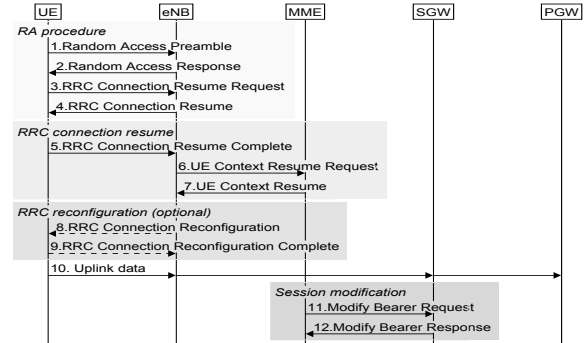 UE eNB MME SGW PGW
RA procedure
1.Random Access Preamble
2.Random Access Response
3.RRC Connection Resume Request
4.RRC Connection Resume
RRC connection resume
5.RRC Connection Resume Complete
6.UE Context Resume Request
7.UE Context Resume
RRC reconfiguration (optional)
8.RRC Connection Reconfiguration
9.RRC Connection Reconfiguration Complete
10. Uplink data
Session modification
11.Modify Bearer Request
12.Modify Bearer Response